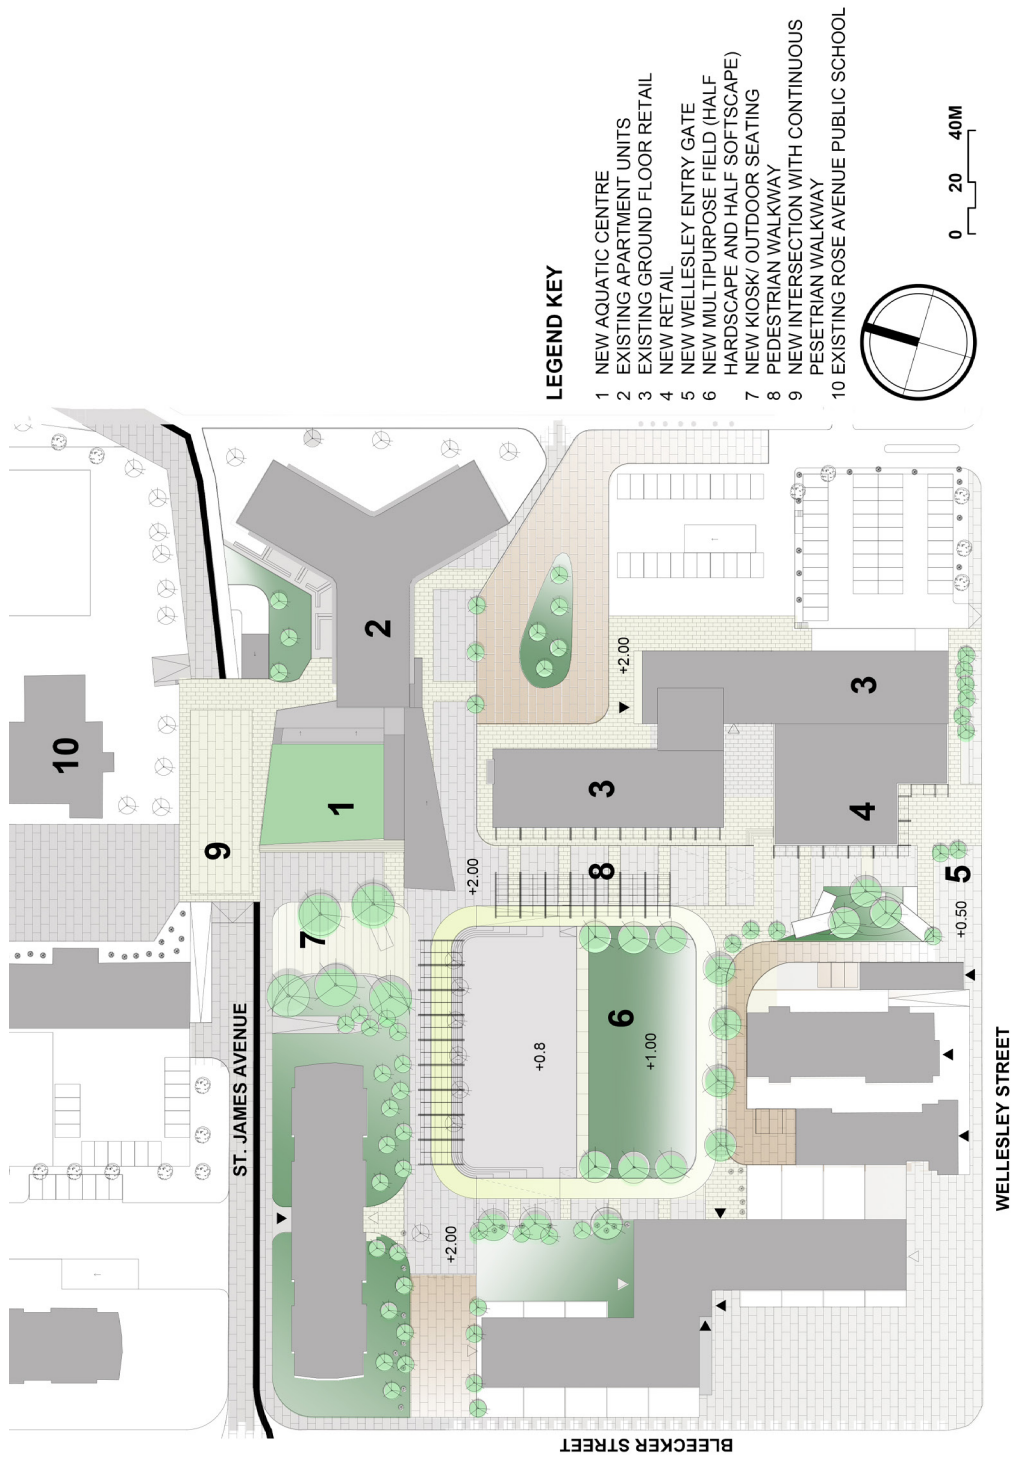 LEGEND KEY
1 NEW AQUATIC CENTRE
2 EXISTING APARTMENT UNITS
3 EXISTING GROUND FLOOR RETAIL
4 NEW RETAIL
5 NEW WELLESLEY ENTRY GATE
6 NEW MULTIPURPOSE FIELD (HALF
HARDSCAPE AND HALF SOFTSCAPE)
7 NEW KIOSK/ OUTDOOR SEATING
8 PEDESTRIAN WALKWAY
9 NEW INTERSECTION WITH CONTINUOUS
PESETRIAN WALKWAY
10 EXISTING ROSE AVENUE PUBLIC SCHOOL
0 20 40M
10
9
1
2
7
ST. JAMES AVENUE
+2.00
8
3
+2.00
3
4
5
+0.50
6
+0.8
+1.00
+2.00
WELLESLEY STREET
BLEECKER STREET